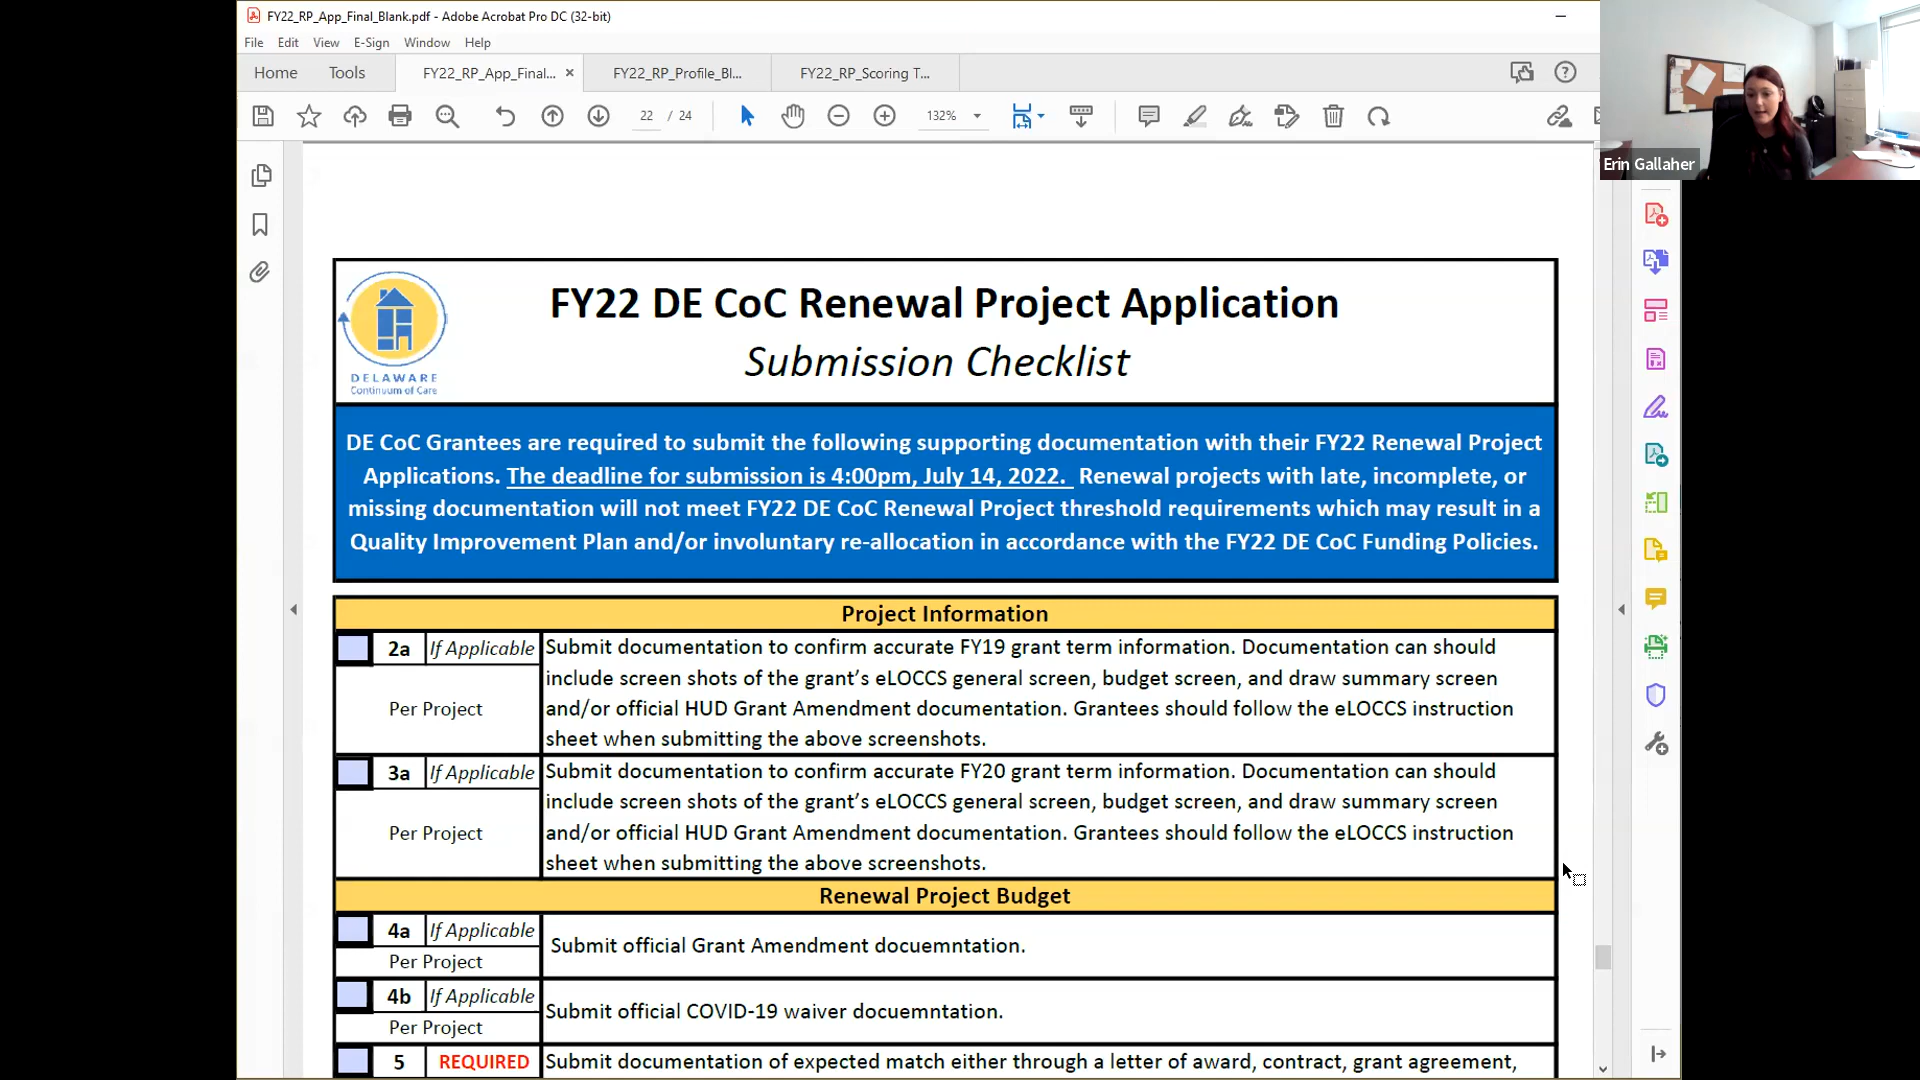 FY22_RP_App_Final_Blank.pdf - Adobe Acrobat Pro DC (32-bit)
File Edit View E-Sign Window Help
Home Tools FY22_RP_App_Final... × FY22_RP_Profile_Bl... FY22_RP_Scoring T...
22 / 24 132%
Erin Gallaher
FY22 DE CoC Renewal Project Application
Submission Checklist
DELAWARE
Continuum of Care
DE CoC Grantees are required to submit the following supporting documentation with their FY22 Renewal Project
Applications. The deadline for submission is 4:00pm, July 14, 2022. Renewal projects with late, incomplete, or
missing documentation will not meet FY22 DE CoC Renewal Project threshold requirements which may result in a
Quality Improvement Plan and/or involuntary re-allocation in accordance with the FY22 DE CoC Funding Policies.
Project Information
2a If Applicable
Per Project
Submit documentation to confirm accurate FY19 grant term information. Documentation can should
include screen shots of the grant's eLOCCS general screen, budget screen, and draw summary screen
and/or official HUD Grant Amendment documentation. Grantees should follow the eLOCCS instruction
sheet when submitting the above screenshots.
3a If Applicable
Per Project
Submit documentation to confirm accurate FY20 grant term information. Documentation can should
include screen shots of the grant's eLOCCS general screen, budget screen, and draw summary screen
and/or official HUD Grant Amendment documentation. Grantees should follow the eLOCCS instruction
sheet when submitting the above screenshots.
Renewal Project Budget
4a If Applicable
Per Project
Submit official Grant Amendment docuemntation.
4b If Applicable
Per Project
Submit official COVID-19 waiver docuemntation.
5 REQUIRED
Submit documentation of expected match either through a letter of award, contract, grant agreement,